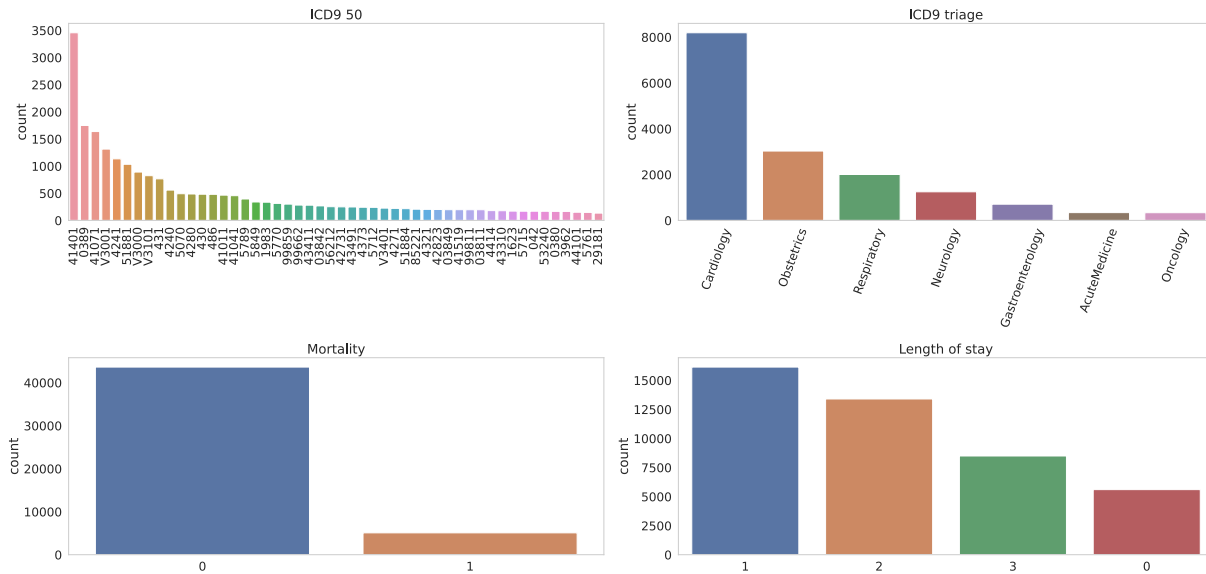 ICD9 50
count
3500
3000
2500
2000
1500
1000
500
0
41401 0389 41071 V3001 4241 51881 V3000 V3101 431 4240 5070 4280 430 486 41011 41041 5789 5849 1983 5770 99859 99662 43411 03842 56212 42731 43491 4373 5712 V3401 4271 51884 85221 4321 42823 03849 41519 99811 03811 4414 43310 1623 5715 042 53240 0380 3962 44101 5761 29181
ICD9 triage
count
8000
6000
4000
2000
0
Cardiology Obstetrics Respiratory Neurology Gastroenterology AcuteMedicine Oncology
Mortality
count
40000
30000
20000
10000
0
0 1
Length of stay
count
15000
12500
10000
7500
5000
2500
0
1 2 3 0